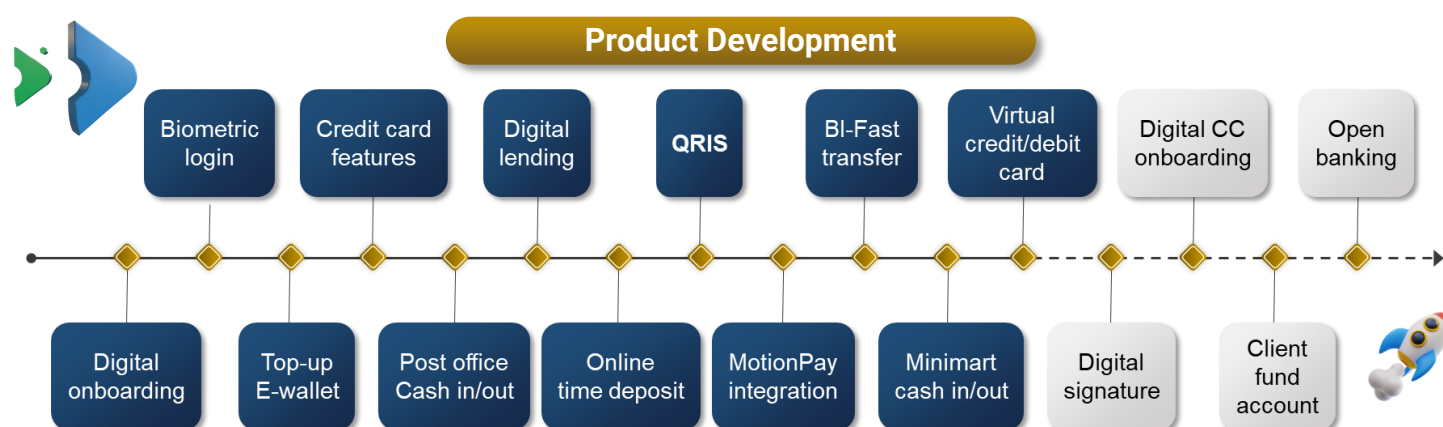 Product Development
Biometric
login
Credit card
features
Digital
lending
QRIS
BI-Fast
transfer
Virtual
credit/debit
card
Digital CC
onboarding
Open
banking
Digital
onboarding
Top-up
E-wallet
Post office
Cash in/out
Online
time deposit
MotionPay
integration
Minimart
cash in/out
Digital
signature
Client
fund
account